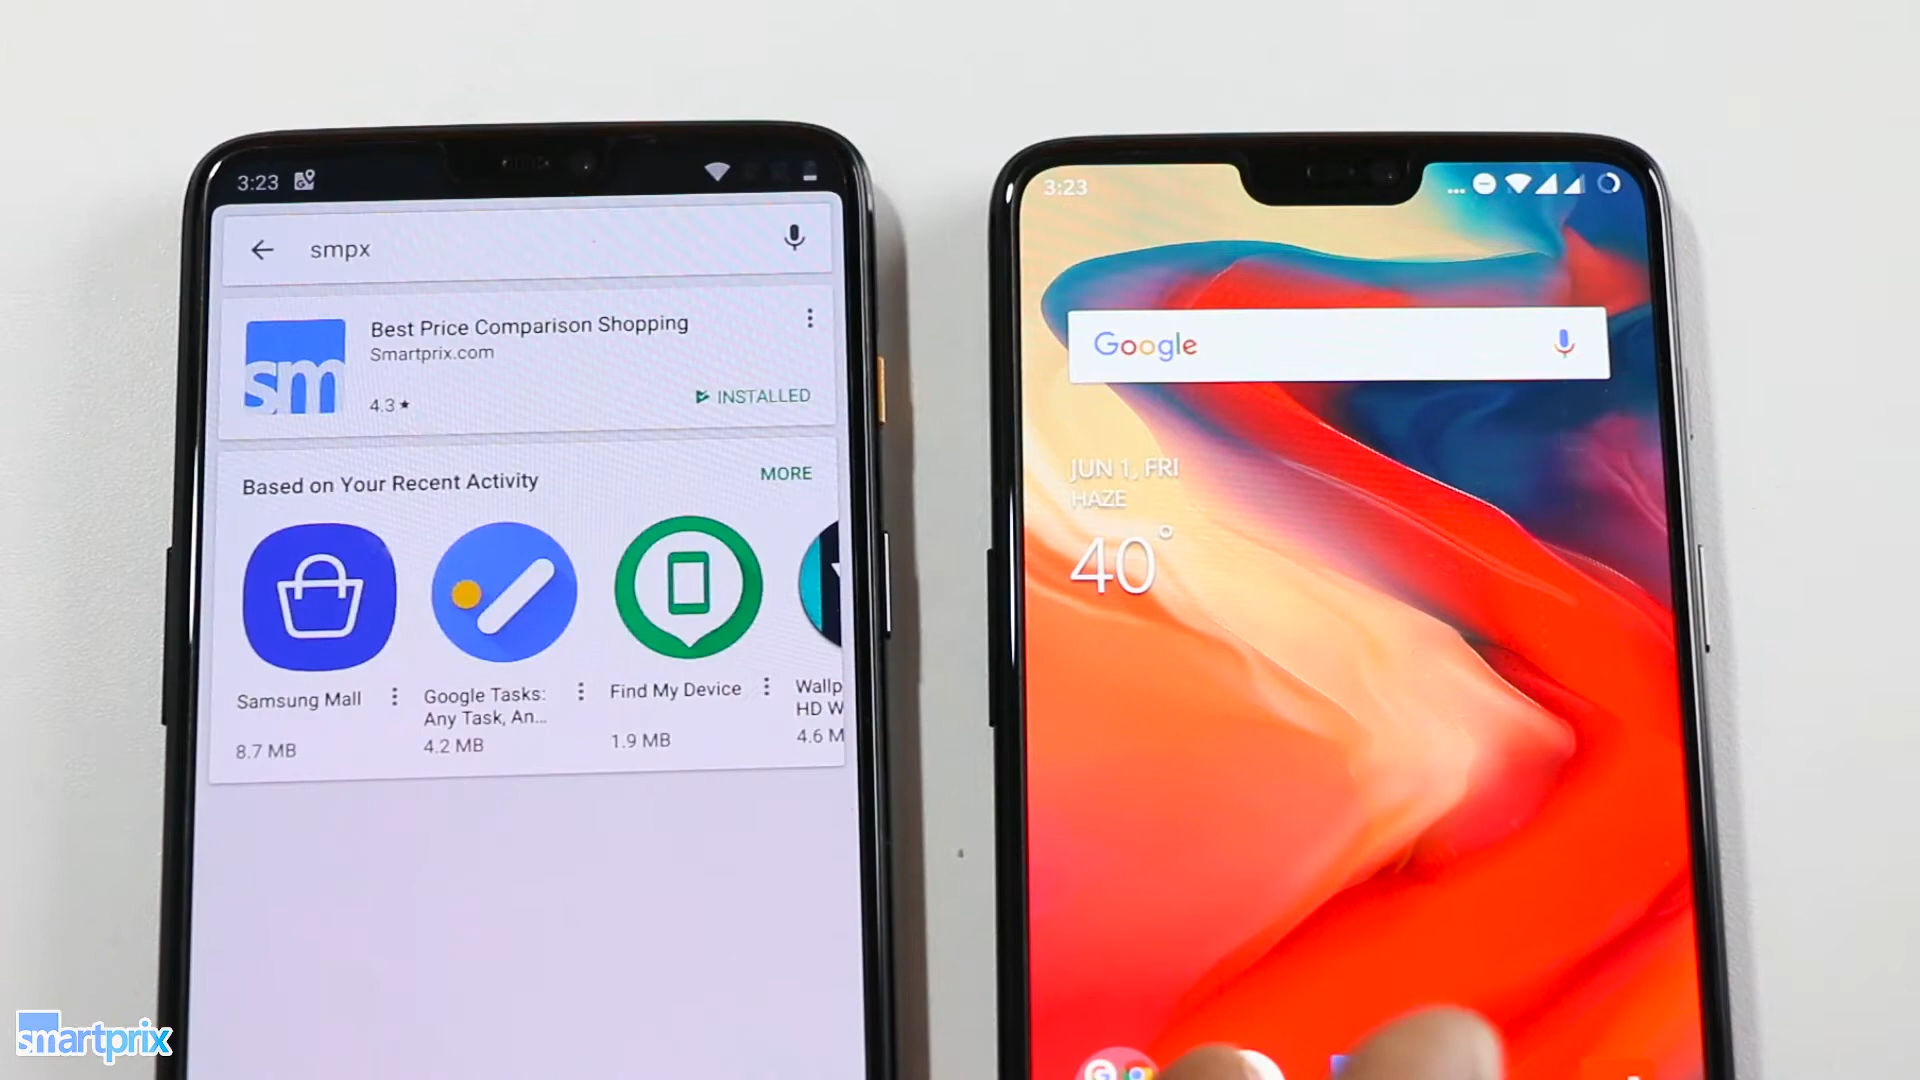 3:23
smpx
sm
Best Price Comparison Shopping
Smartprix.com
4.3★
INSTALLED
Based on Your Recent Activity
MORE
Samsung Mall
8.7 MB
Google Tasks:
Any Task, An...
4.2 MB
Find My Device
1.9 MB
Wallp
HD W
4.6 M
3:23
Google
JUN 1, FRI
HAZE
40°
G
smartprix